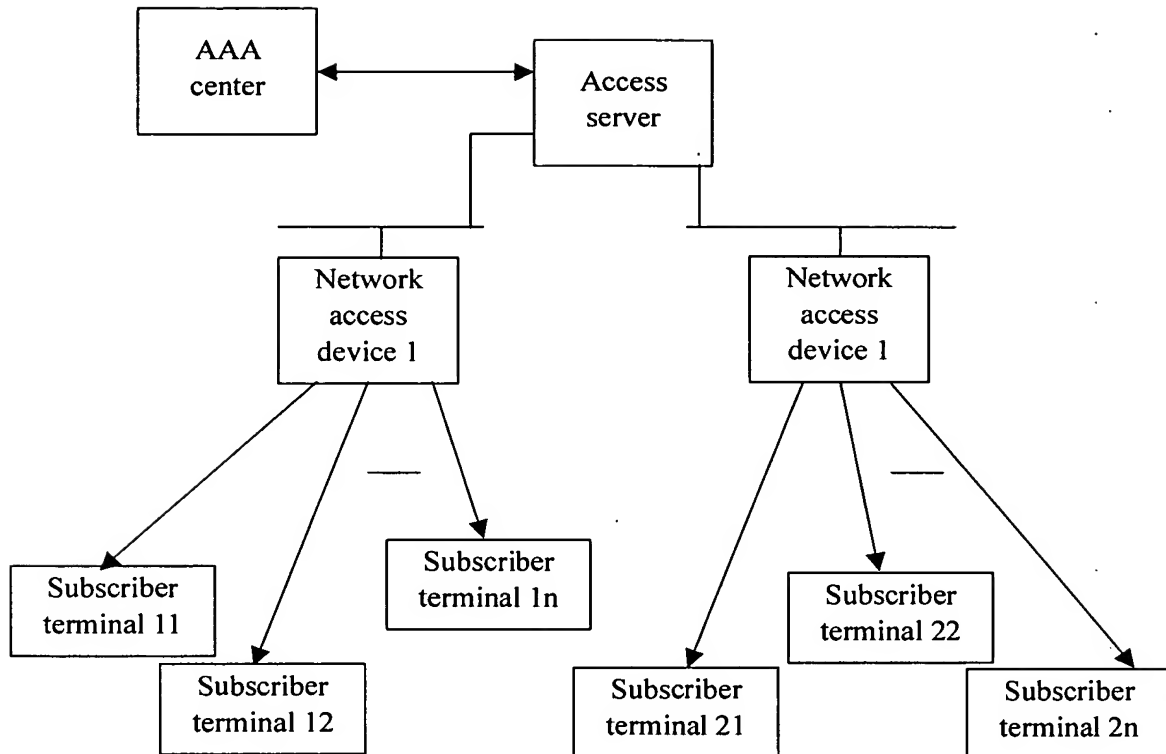 AAA
center
Access
server
Network
access
device 1
Network
access
device 1
Subscriber
terminal 11
Subscriber
terminal 12
Subscriber
terminal 1n
Subscriber
terminal 21
Subscriber
terminal 22
Subscriber
terminal 2n